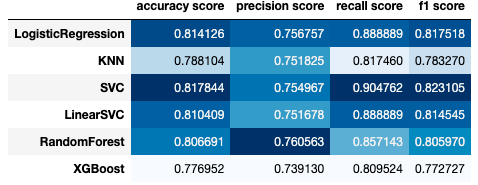 accuracy score precision score recall score f1 score
LogisticRegression 0.814126 0.756757 0.888889 0.817518
KNN 0.788104 0.751825 0.817460 0.783270
SVC 0.817844 0.754967 0.904762 0.823105
LinearSVC 0.810409 0.751678 0.888889 0.814545
RandomForest 0.806691 0.760563 0.857143 0.805970
XGBoost 0.776952 0.739130 0.809524 0.772727